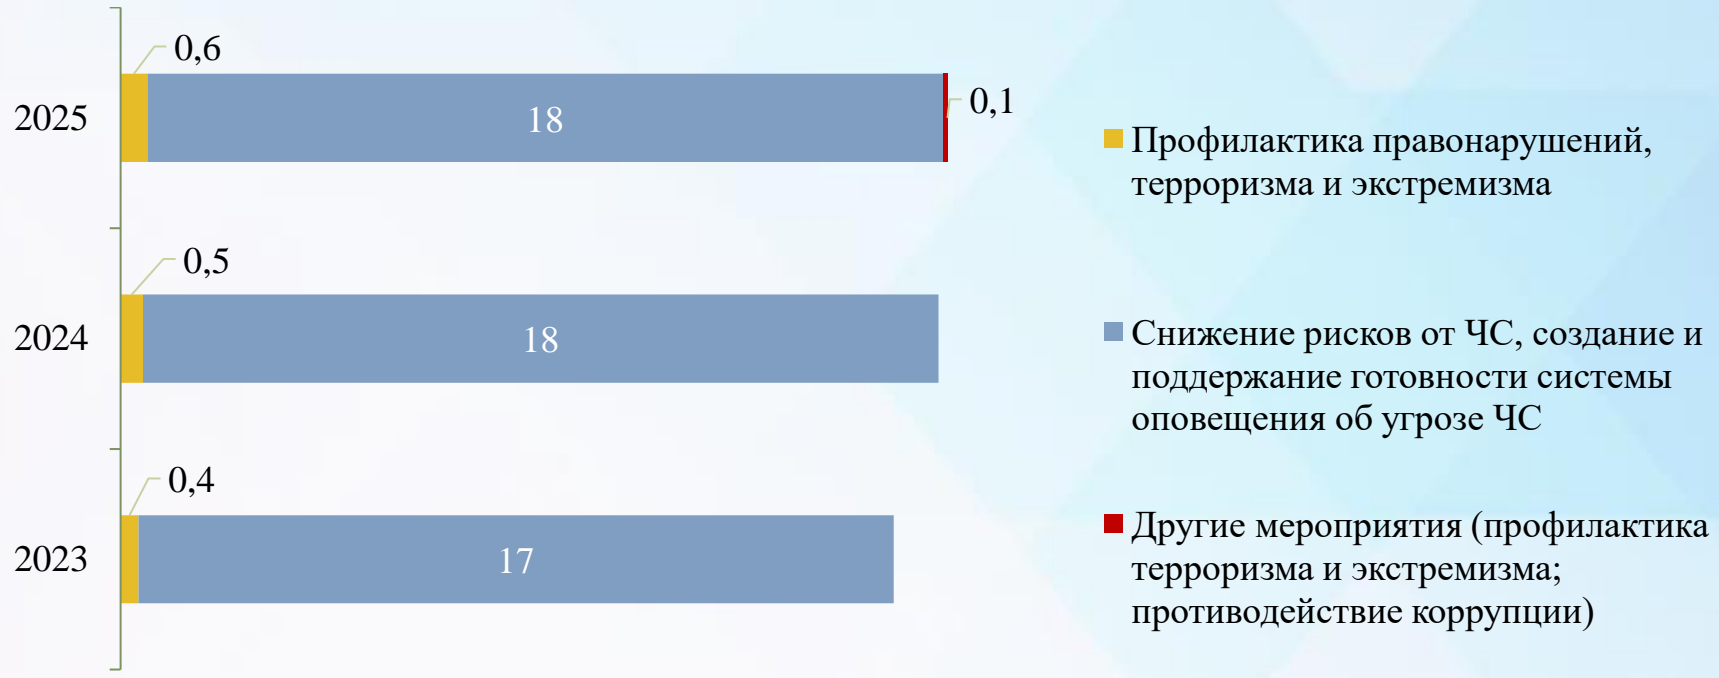 0,6
2025
18
0,1
0,5
2024
18
0,4
2023
17
Профилактика правонарушений,
терроризма и экстремизма
Снижение рисков от ЧС, создание и
поддержание готовности системы
оповещения об угрозе ЧС
Другие мероприятия (профилактика
терроризма и экстремизма;
противодействие коррупции)